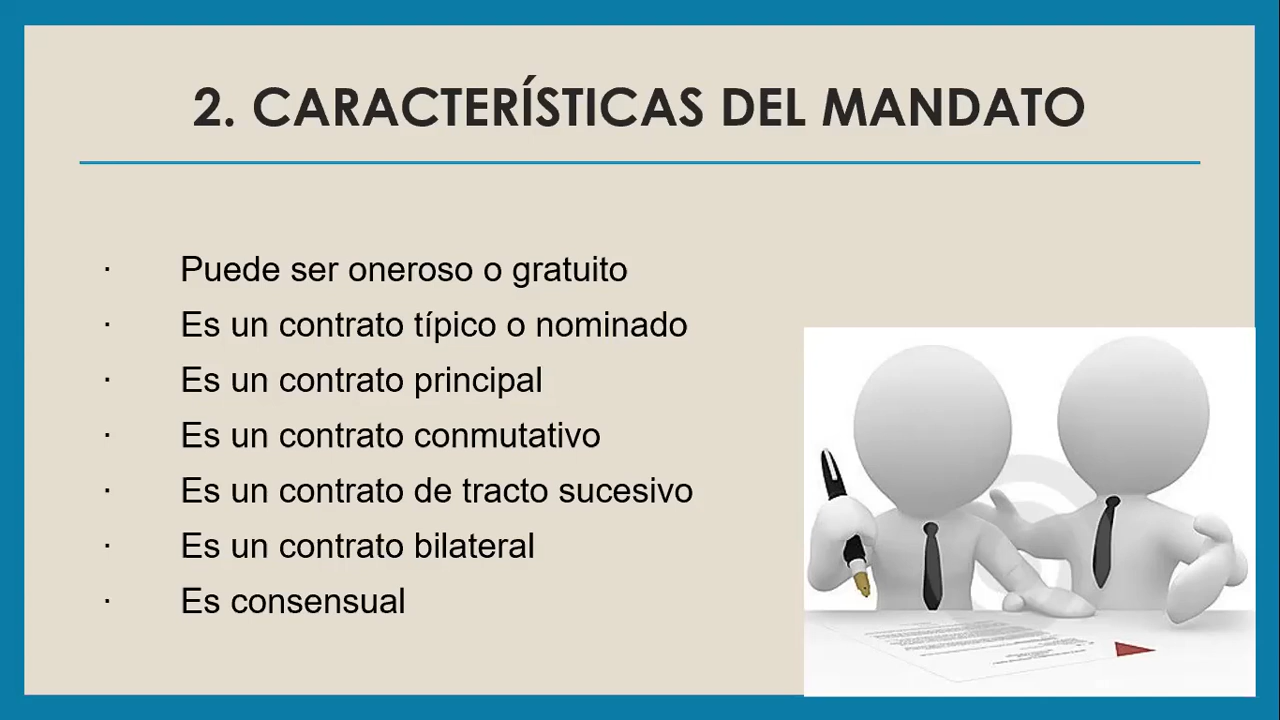 2. CARACTERÍSTICAS DEL MANDATO
· Puede ser oneroso o gratuito
· Es un contrato típico o nominado
· Es un contrato principal
· Es un contrato conmutativo
· Es un contrato de tracto sucesivo
· Es un contrato bilateral
· Es consensual